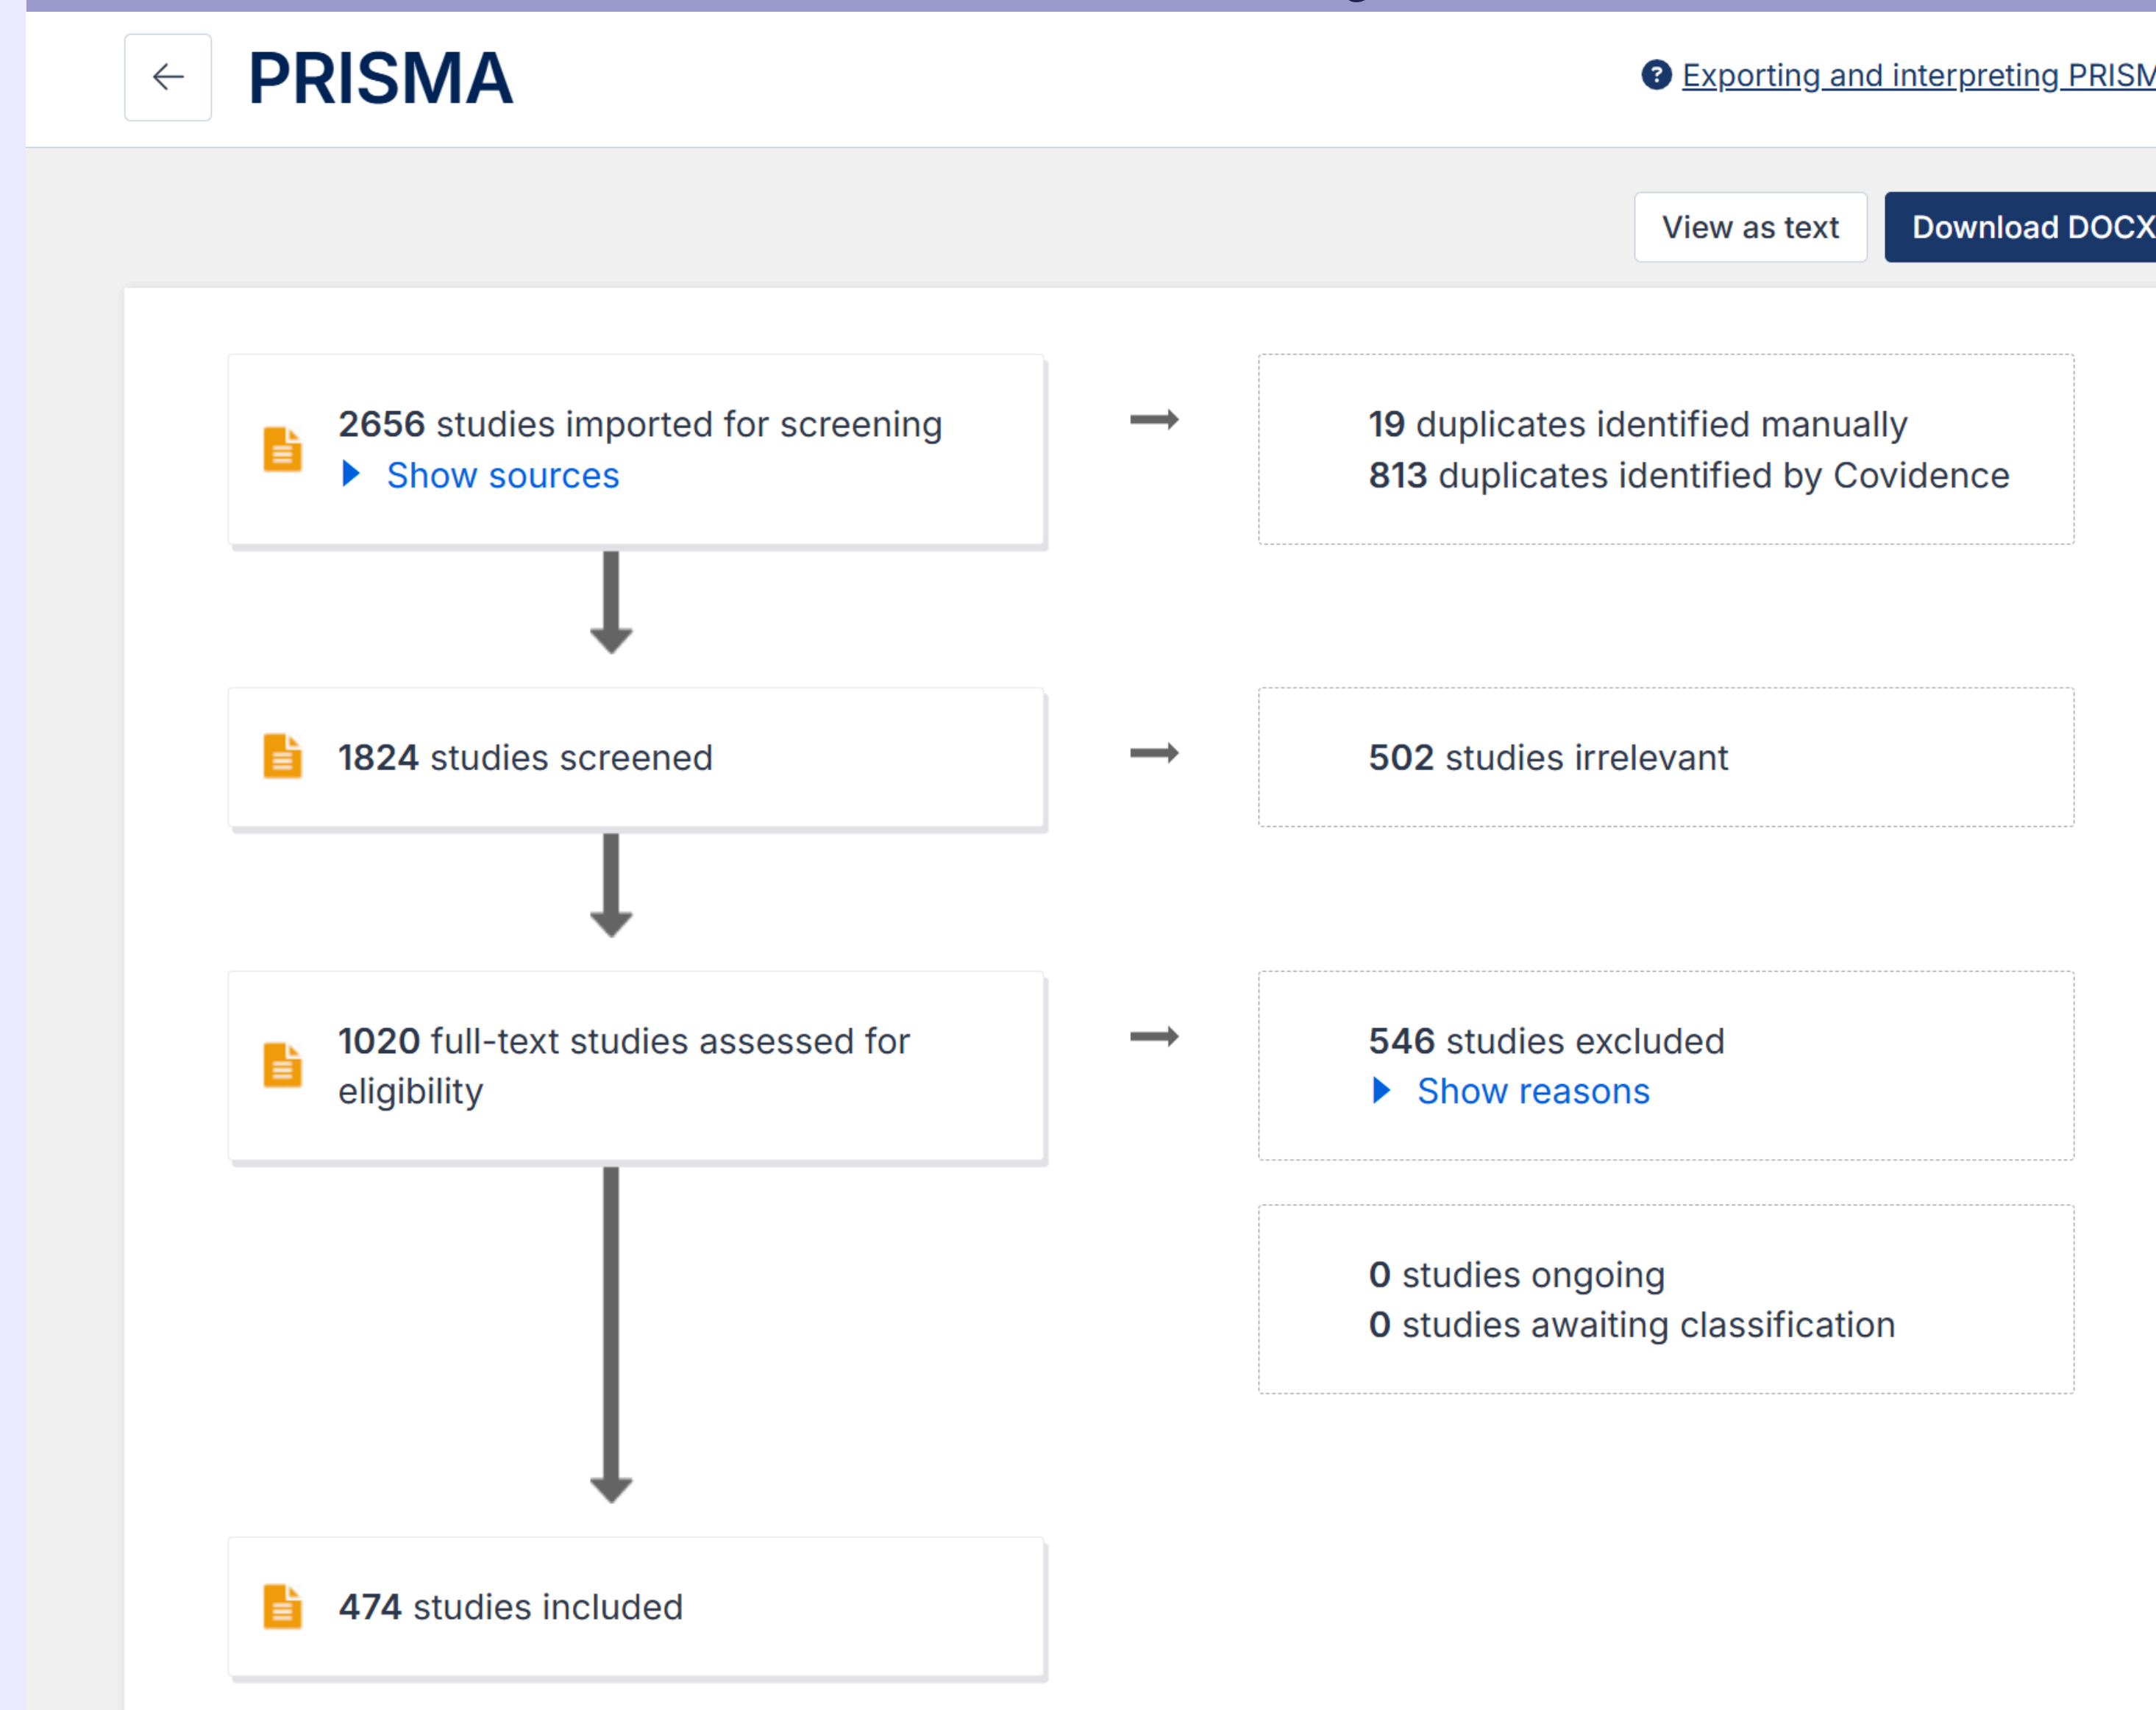 PRISMA
Exporting and interpreting PRISM
View as text
Download DOCX
2656 studies imported for screening
Show sources
19 duplicates identified manually
813 duplicates identified by Covidence
1824 studies screened
502 studies irrelevant
1020 full-text studies assessed for
eligibility
546 studies excluded
Show reasons
0 studies ongoing
0 studies awaiting classification
474 studies included